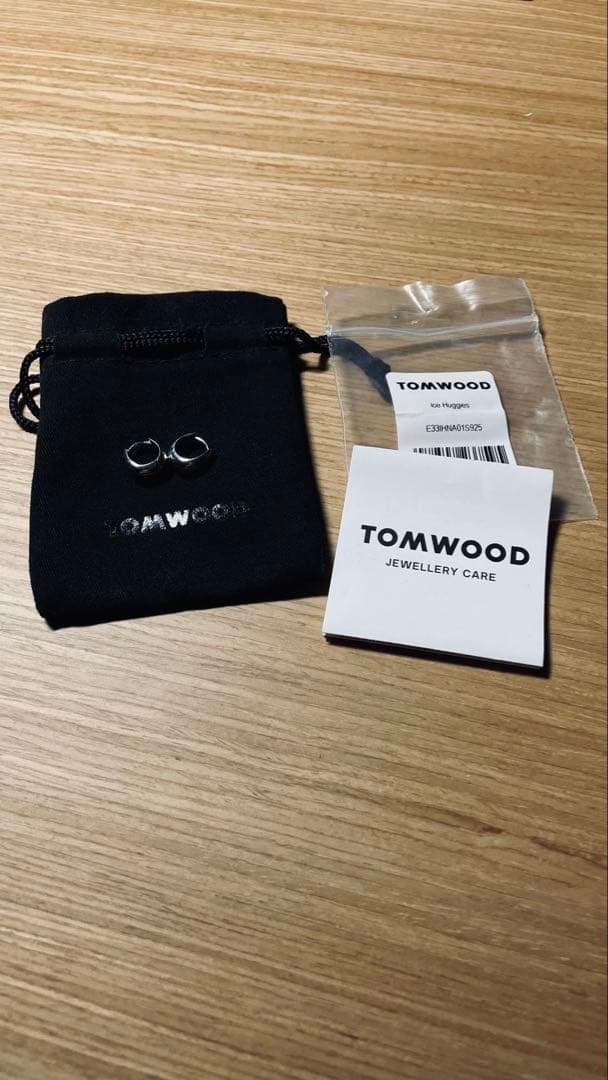 TOMWOOD
TOMWOOD
Ice Huggies
E33IHNA01S925
TOMWOOD
JEWELLERY CARE